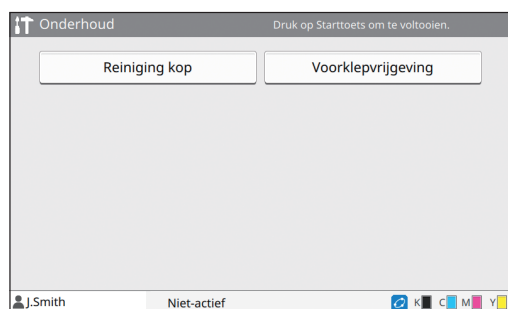 Onderhoud
Druk op Starttoets om te voltooien.
Reiniging kop
Voorklepvrijgeving
J.Smith
Niet-actief
K C M Y